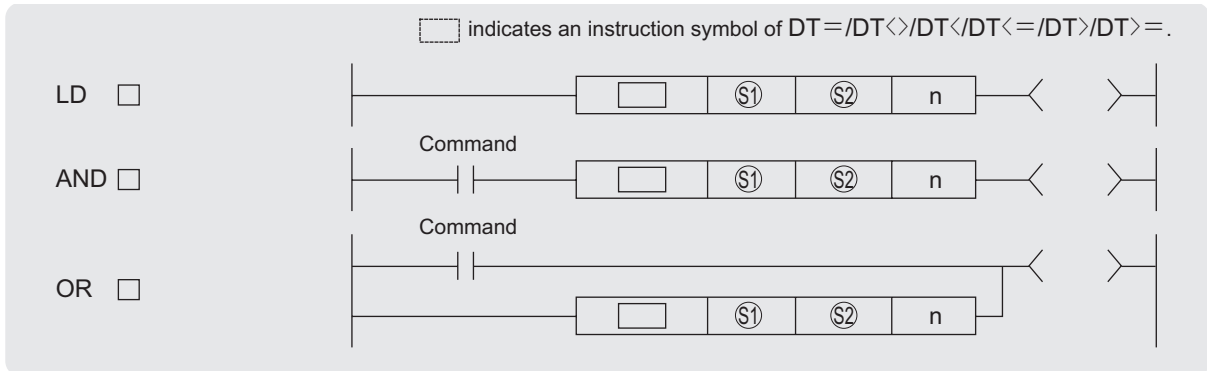 indicates an instruction symbol of DT=/DT<>/DT</DT<=/DT>/DT>=.
LD S1 S2 n
Command
AND S1 S2 n
Command
OR
S1 S2 n